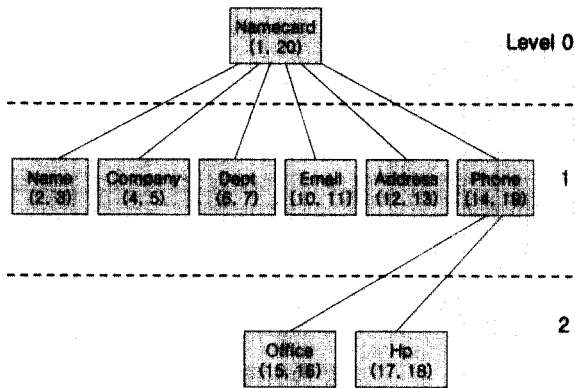 Namecard
(1, 20)
Level 0
Name
(2, 3)
Company
(4, 5)
Dept
(6, 7)
Email
(10, 11)
Address
(12, 13)
Phone
(14, 19)
1
2
Office
(15, 16)
Hp
(17, 18)